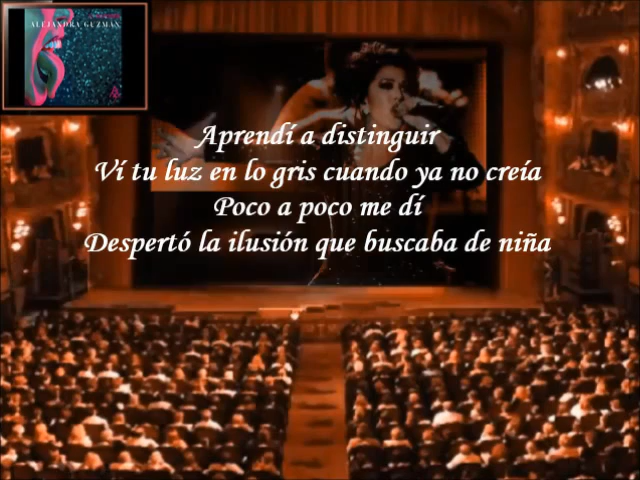 ALEJANDRA GUZMÁN
Aprendí a distinguir
Ví tu luz en lo gris cuando ya no creía
Poco a poco me dí
Despertó la ilusión que buscaba de niña